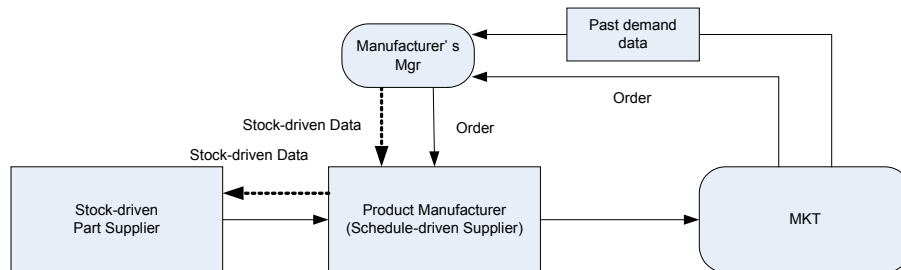 Past demand
data
Manufacturer's
Mgr
Order
Stock-driven Data
Order
Stock-driven Data
Stock-driven
Part Supplier
Product Manufacturer
(Schedule-driven Supplier)
MKT